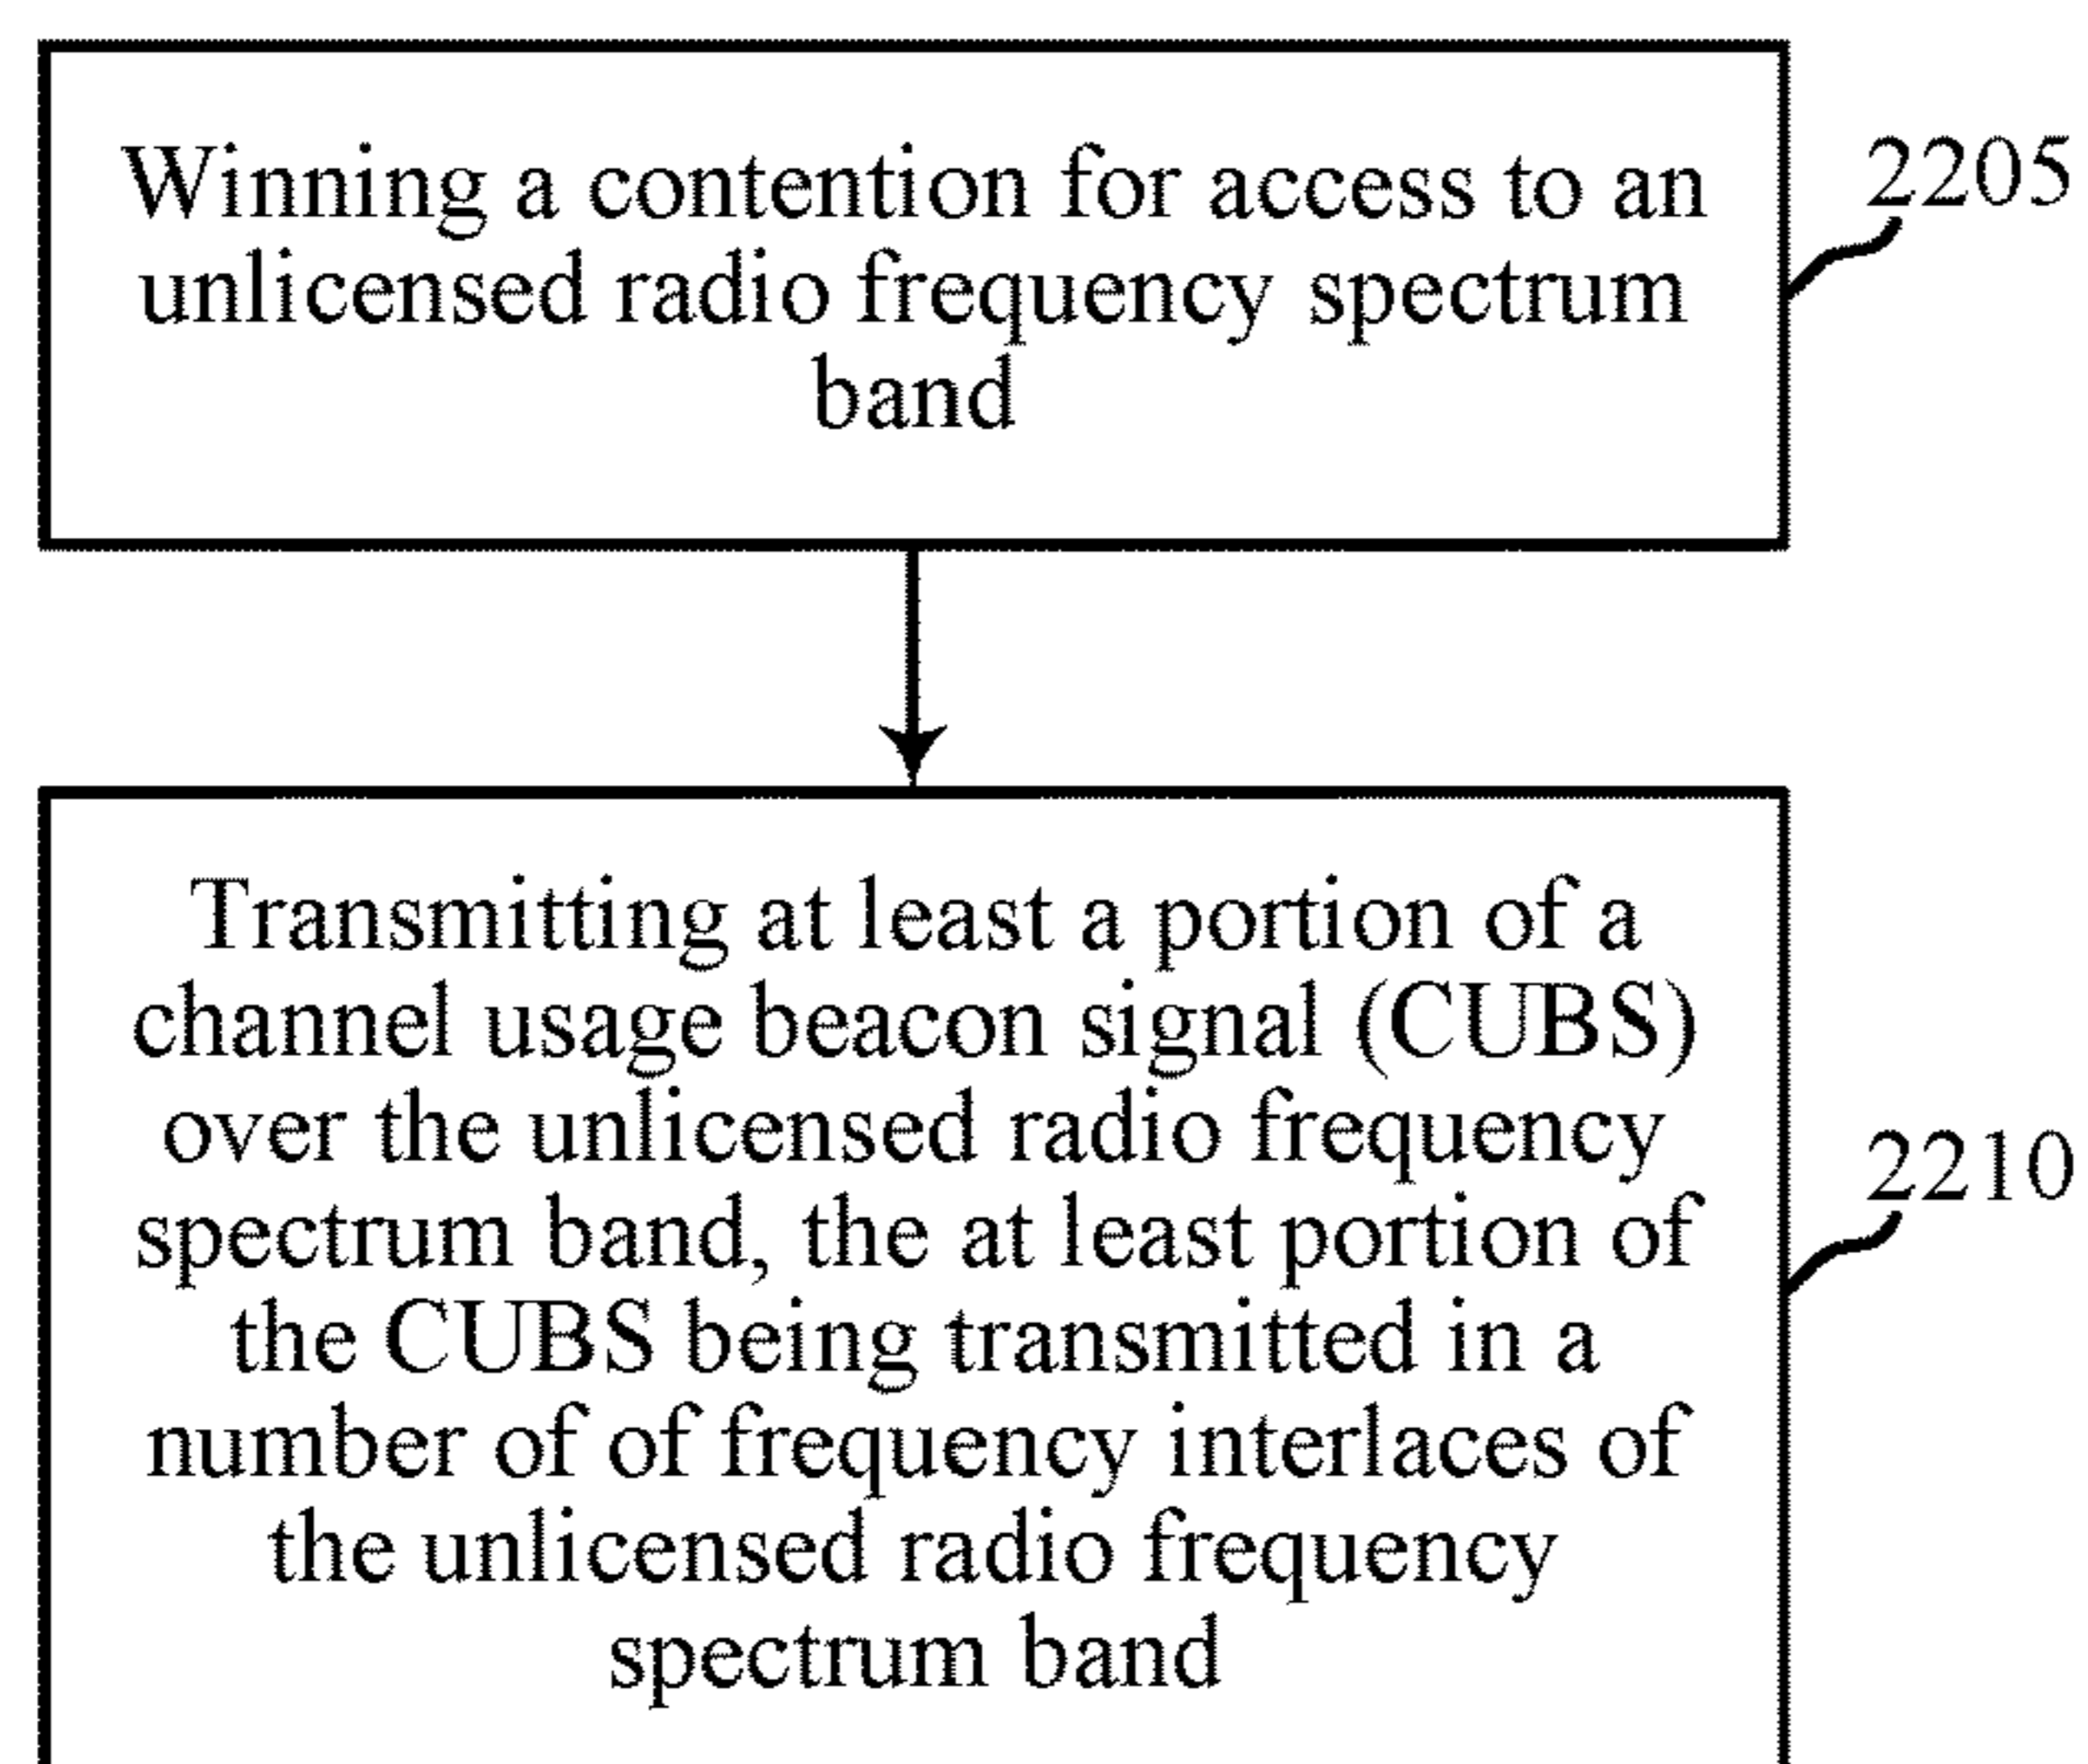 Winning a contention for access to an
unlicensed radio frequency spectrum
band
2205
Transmitting at least a portion of a
channel usage beacon signal (CUBS)
over the unlicensed radio frequency
spectrum band, the at least portion of
the CUBS being transmitted in a
number of of frequency interlaces of
the unlicensed radio frequency
spectrum band
2210